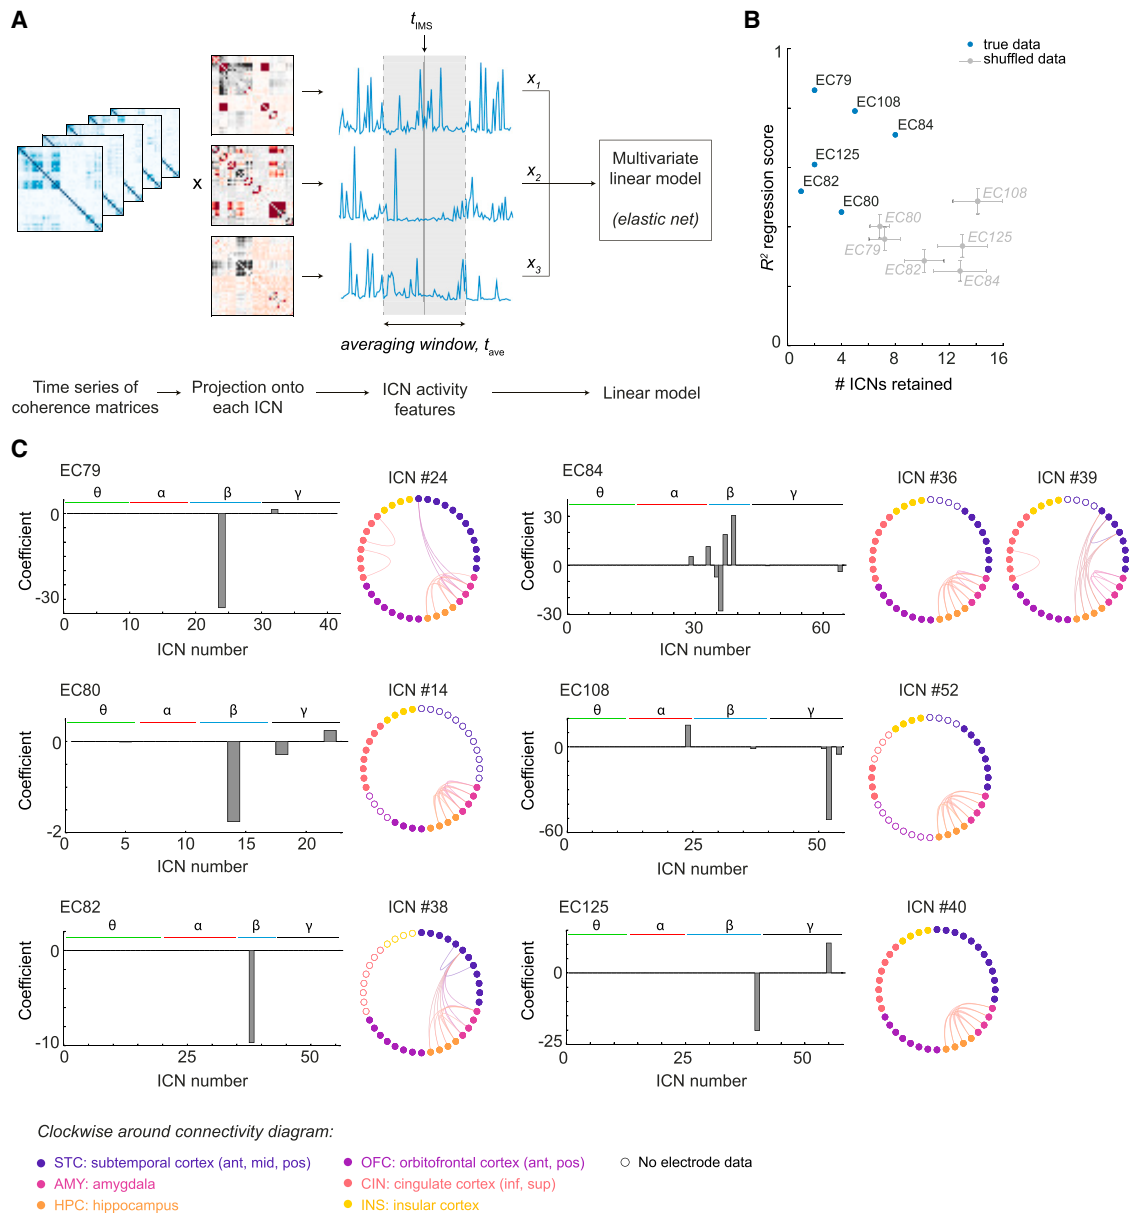 A
t IMS
x1
x
x2
x3
Multivariate
linear model
(elastic net)
averaging window, t ave
Time series of
coherence matrices
Projection onto
each ICN
ICN activity
features
Linear model
B
true data
shuffled data
R2 regression score
1
0
EC79
EC108
EC84
EC125
EC82
EC80
EC108
EC80
EC79
EC125
EC82
EC84
0 4 8 12 16
# ICNs retained
C
EC79
θ α β γ
Coefficient
0
-30
0 10 20 30 40
ICN number
ICN #24
EC84
θ α β γ
Coefficient
30
0
-30
0 30 60
ICN number
ICN #36
ICN #39
EC80
θ α β γ
Coefficient
0
-2
0 5 10 15 20
ICN number
ICN #14
EC108
θ α β γ
Coefficient
0
-60
0 25 50
ICN number
ICN #52
EC82
θ α β γ
Coefficient
0
-10
0 25 50
ICN number
ICN #38
EC125
θ α β γ
Coefficient
0
-25
0 25 50
ICN number
ICN #40
Clockwise around connectivity diagram:
STC: subtemporal cortex (ant, mid, pos)
OFC: orbitofrontal cortex (ant, pos)
No electrode data
AMY: amygdala
CIN: cingulate cortex (inf, sup)
HPC: hippocampus
INS: insular cortex